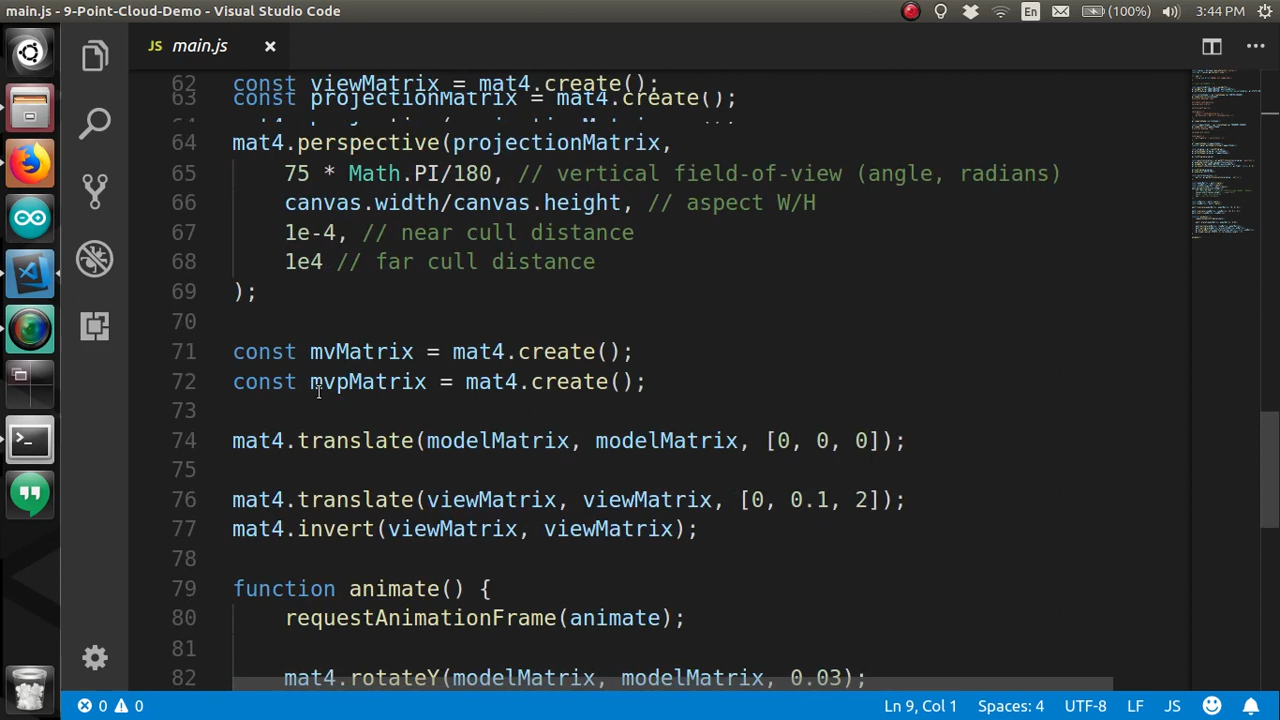 main.js - 9-Point-Cloud-Demo - Visual Studio Code
En
(100%)
3:44 PM
JS main.js
62 const viewMatrix = mat4.create();
63 const projectionMatrix = mat4.create();
64 mat4.perspective(projectionMatrix,
65 75 * Math.PI/180, // vertical field-of-view (angle, radians)
66 canvas.width/canvas.height, // aspect W/H
67 1e-4, // near cull distance
68 1e4 // far cull distance
69 );
70
71 const mvMatrix = mat4.create();
72 const mvpMatrix = mat4.create();
73
74 mat4.translate(modelMatrix, modelMatrix, [0, 0, 0]);
75
76 mat4.translate(viewMatrix, viewMatrix, [0, 0.1, 2]);
77 mat4.invert(viewMatrix, viewMatrix);
78
79 function animate() {
80 requestAnimationFrame(animate);
81
82 mat4.rotateY(modelMatrix, modelMatrix, 0.03);
0 0
Ln 9, Col 1
Spaces: 4
UTF-8
LF
JS